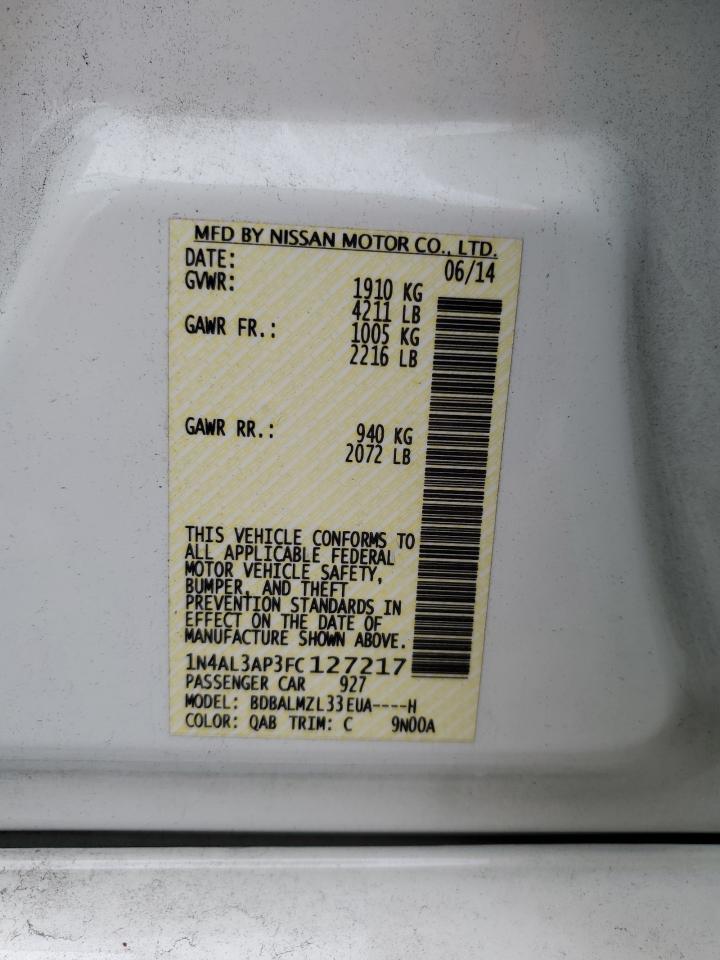 MFD BY NISSAN MOTOR CO., LTD.
DATE: 06/14
GVWR: 1910 KG
4211 LB
GAWR FR.: 1005 KG
2216 LB
GAWR RR.: 940 KG
2072 LB
THIS VEHICLE CONFORMS TO
ALL APPLICABLE FEDERAL
MOTOR VEHICLE SAFETY,
BUMPER, AND THEFT
PREVENTION STANDARDS IN
EFFECT ON THE DATE OF
MANUFACTURE SHOWN ABOVE.
1N4AL3AP3FC127217
PASSENGER CAR 927
MODEL: BDBALMZL33EUA----H
COLOR: QAB TRIM: C 9N00A